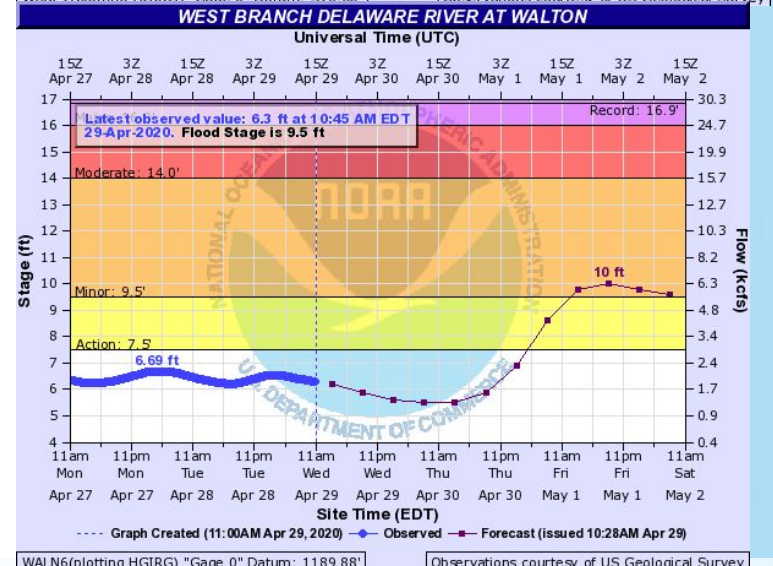 WEST BRANCH DELAWARE RIVER AT WALTON
Universal Time (UTC)
15Z 3Z 15Z 3Z 15Z 3Z 15Z 3Z 15Z 3Z 15Z
Apr 27 Apr 28 Apr 28 Apr 29 Apr 29 Apr 30 Apr 30 May 1 May 1 May 2 May 2
Latest observed value: 6.3 ft at 10:45 AM EDT
29-Apr-2020. Flood Stage is 9.5 ft
Record: 16.9'
Moderate: 14.0'
Minor: 9.5'
Action: 7.5'
6.69 ft
10 ft
NATIONAL OCEANIC AND ATMOSPHERIC ADMINISTRATION
NOAA
U.S. DEPARTMENT OF COMMERCE
Stage (ft)
17
16
15
14
13
12
11
10
9
8
7
6
5
4
Flow (kcfs)
30.3
24.7
19.9
15.7
12.7
10.3
8.2
6.3
4.8
3.4
2.4
1.7
0.9
0.4
11am 11pm 11am 11pm 11am 11pm 11am 11pm 11am 11pm 11am
Mon Mon Tue Tue Wed Wed Thu Thu Fri Fri Sat
Apr 27 Apr 27 Apr 28 Apr 28 Apr 29 Apr 29 Apr 30 Apr 30 May 1 May 1 May 2
Site Time (EDT)
---- Graph Created (11:00AM Apr 29, 2020) Observed Forecast (issued 10:28AM Apr 29)
WALN6(plotting HGIRG) "Gage 0" Datum: 1189.88'
Observations courtesy of US Geological Survey